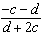 −c − d
d + 2c